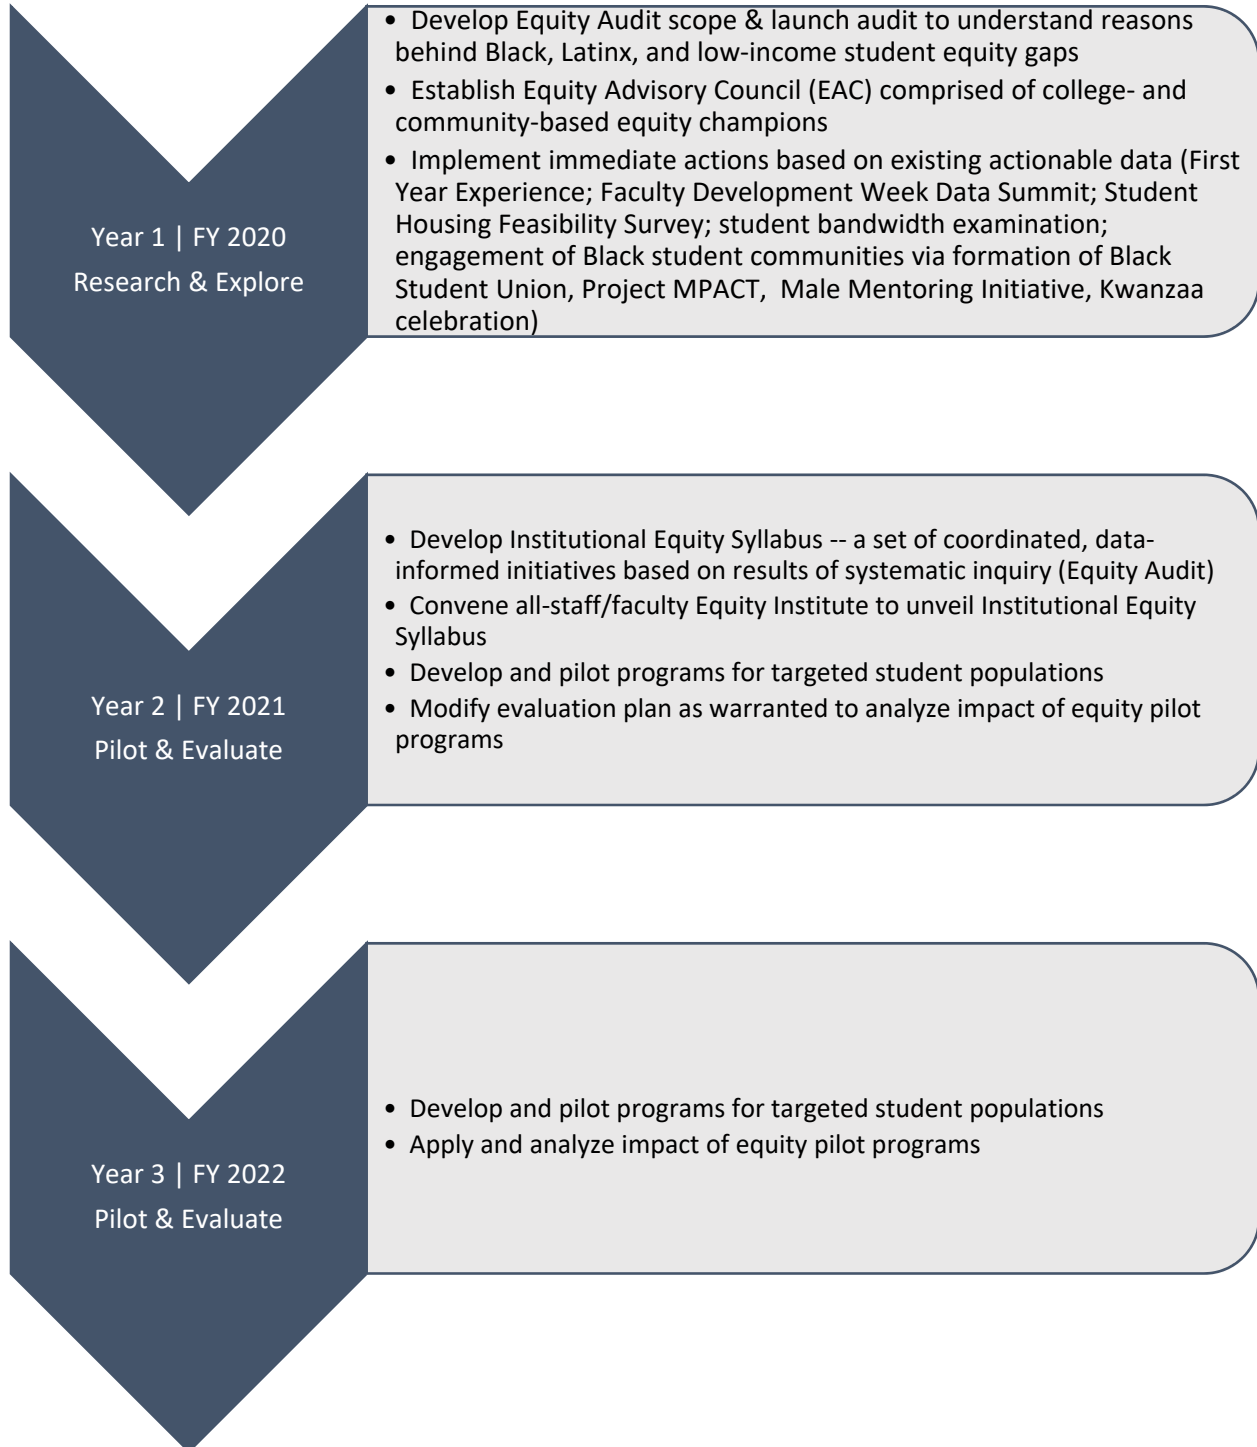 Year 1 | FY 2020
Research & Explore
• Develop Equity Audit scope & launch audit to understand reasons
behind Black, Latinx, and low-income student equity gaps
• Establish Equity Advisory Council (EAC) comprised of college- and
community-based equity champions
• Implement immediate actions based on existing actionable data (First
Year Experience; Faculty Development Week Data Summit; Student
Housing Feasibility Survey; student bandwidth examination;
engagement of Black student communities via formation of Black
Student Union, Project MPACT,  Male Mentoring Initiative, Kwanzaa
celebration)
Year 2 | FY 2021
Pilot & Evaluate
• Develop Institutional Equity Syllabus -- a set of coordinated, data-
informed initiatives based on results of systematic inquiry (Equity Audit)
• Convene all-staff/faculty Equity Institute to unveil Institutional Equity
Syllabus
• Develop and pilot programs for targeted student populations
• Modify evaluation plan as warranted to analyze impact of equity pilot
programs
Year 3 | FY 2022
Pilot & Evaluate
• Develop and pilot programs for targeted student populations
• Apply and analyze impact of equity pilot programs